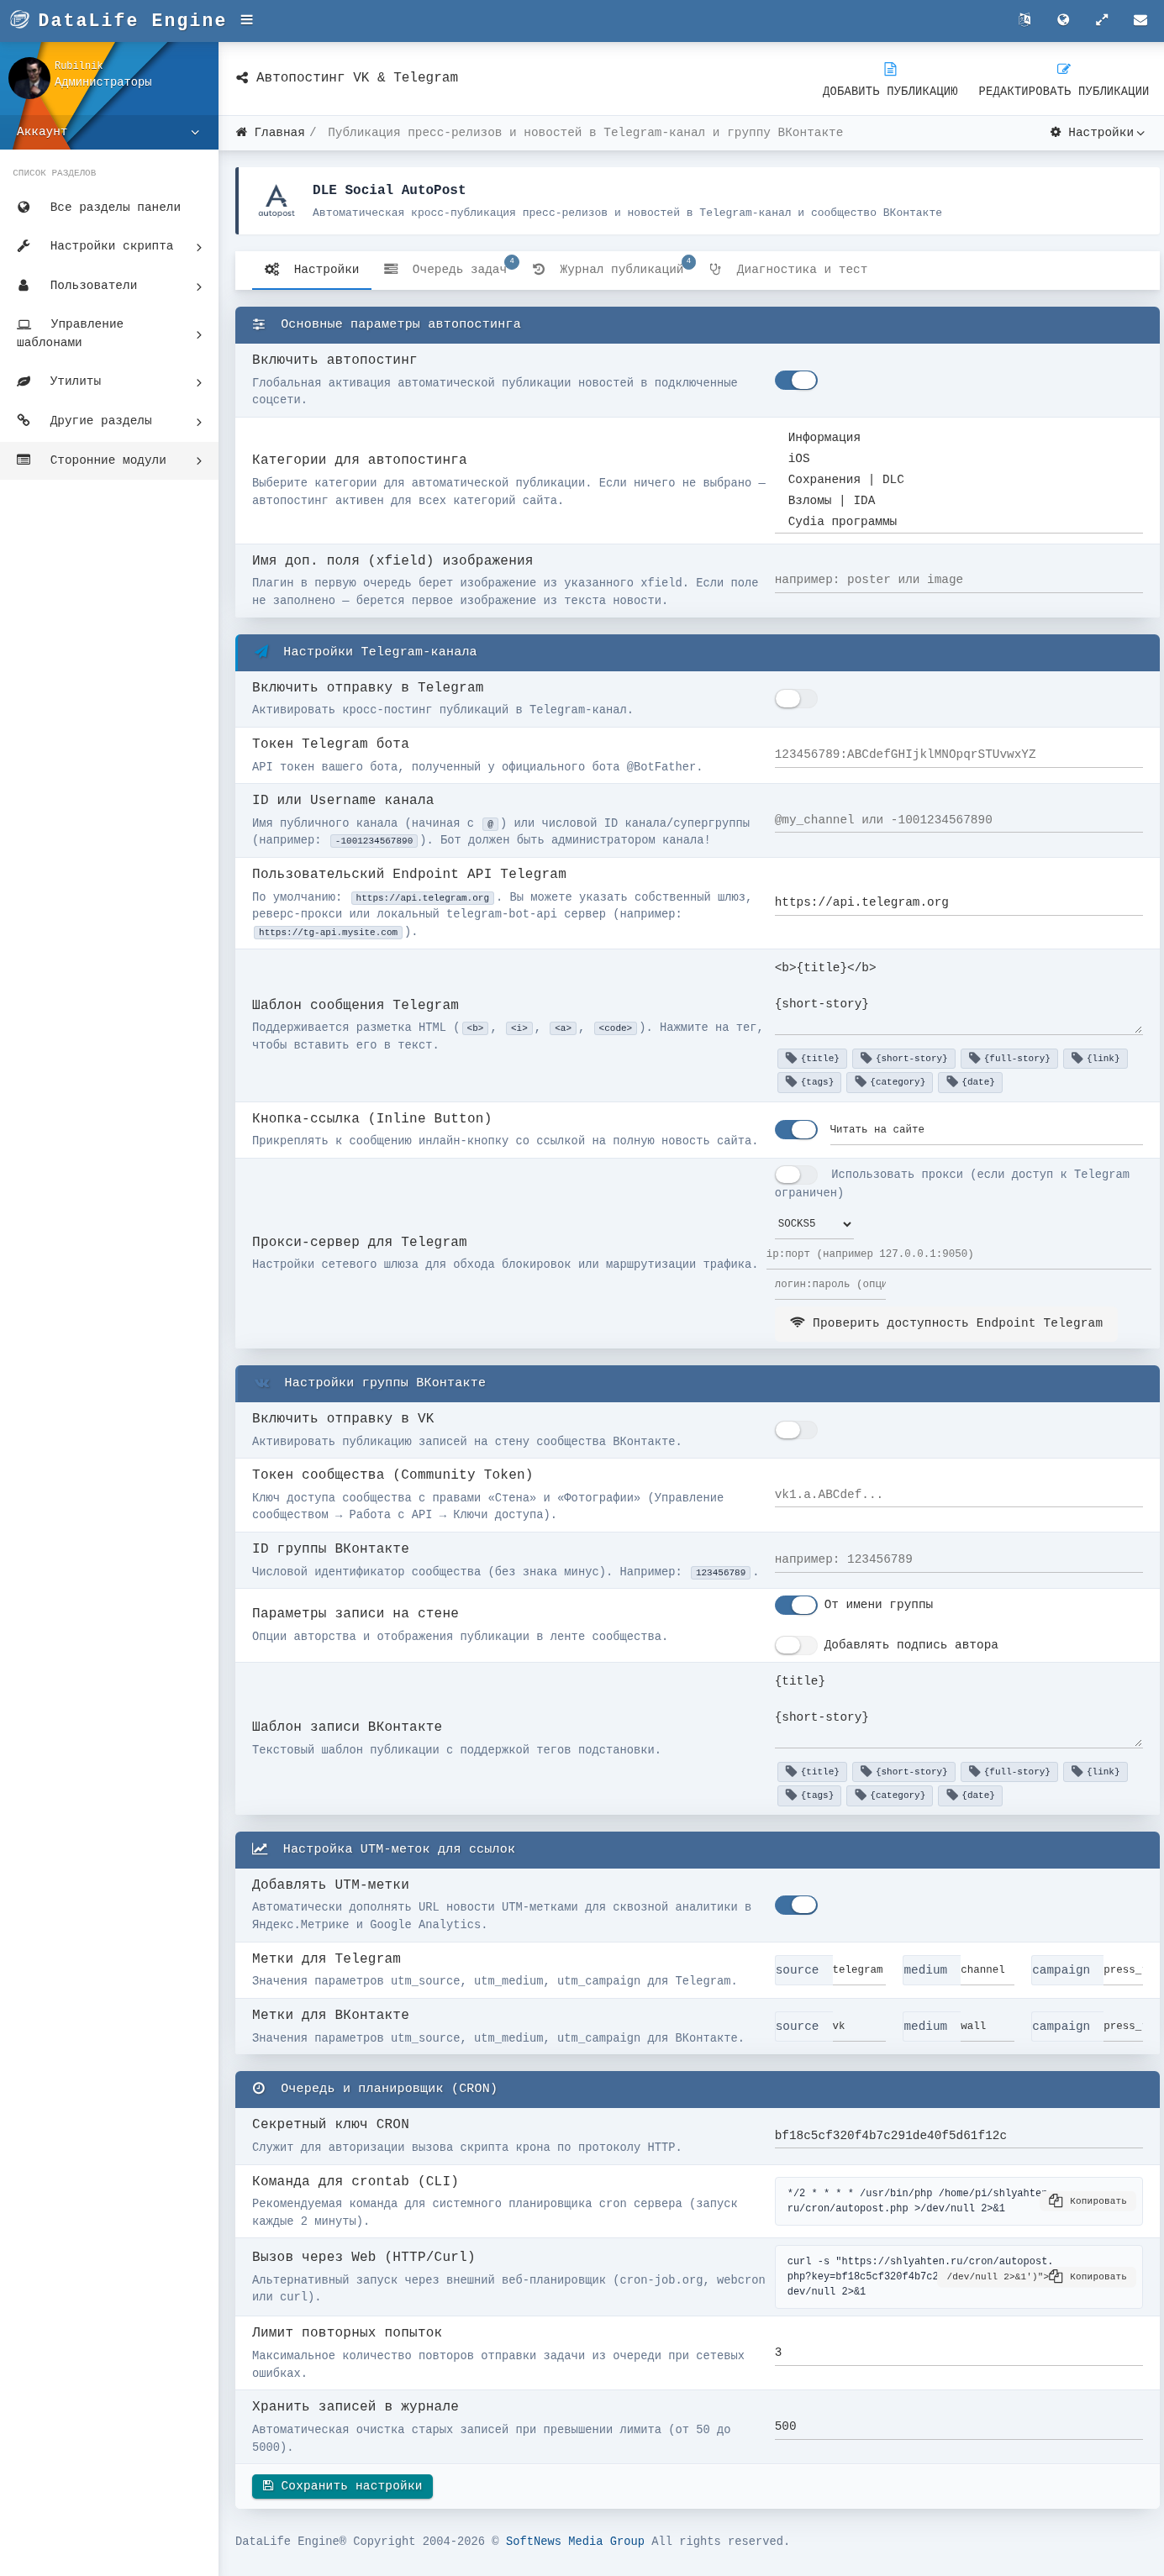 DataLife Engine
Rubilnik
Администраторы
Аккаунт
СПИСОК РАЗДЕЛОВ
Все разделы панели
Настройки скрипта
Пользователи
Управление
шаблонами
Утилиты
Другие разделы
Сторонние модули
Автопостинг VK & Telegram
ДОБАВИТЬ ПУБЛИКАЦИЮ
РЕДАКТИРОВАТЬ ПУБЛИКАЦИИ
Главная / Публикация пресс-релизов и новостей в Telegram-канал и группу ВКонтакте
Настройки
autopost
DLE Social AutoPost
Автоматическая кросс-публикация пресс-релизов и новостей в Telegram-канал и сообщество ВКонтакте
Настройки
Очередь задач 4
Журнал публикаций 4
Диагностика и тест
Основные параметры автопостинга
Включить автопостинг
Глобальная активация автоматической публикации новостей в подключенные
соцсети.
Категории для автопостинга
Выберите категории для автоматической публикации. Если ничего не выбрано —
автопостинг активен для всех категорий сайта.
Информация
iOS
Сохранения | DLC
Взломы | IDA
Cydia программы
Имя доп. поля (xfield) изображения
Плагин в первую очередь берет изображение из указанного xfield. Если поле
не заполнено — берется первое изображение из текста новости.
например: poster или image
Настройки Telegram-канала
Включить отправку в Telegram
Активировать кросс-постинг публикаций в Telegram-канал.
Токен Telegram бота
API токен вашего бота, полученный у официального бота @BotFather.
123456789:ABCdefGHIjklMNOpqrSTUvwxYZ
ID или Username канала
Имя публичного канала (начиная с @) или числовой ID канала/супергруппы
(например: -1001234567890). Бот должен быть администратором канала!
@my_channel или -1001234567890
Пользовательский Endpoint API Telegram
По умолчанию: https://api.telegram.org. Вы можете указать собственный шлюз,
реверс-прокси или локальный telegram-bot-api сервер (например:
https://tg-api.mysite.com).
https://api.telegram.org
Шаблон сообщения Telegram
Поддерживается разметка HTML (<b>, <i>, <a>, <code>). Нажмите на тег,
чтобы вставить его в текст.
<b>{title}</b>
{short-story}
{title} {short-story} {full-story} {link}
{tags} {category} {date}
Кнопка-ссылка (Inline Button)
Прикреплять к сообщению инлайн-кнопку со ссылкой на полную новость сайта.
Читать на сайте
Прокси-сервер для Telegram
Настройки сетевого шлюза для обхода блокировок или маршрутизации трафика.
Использовать прокси (если доступ к Telegram
ограничен)
SOCKS5
ip:порт (например 127.0.0.1:9050)
логин:пароль (опци
Проверить доступность Endpoint Telegram
Настройки группы ВКонтакте
Включить отправку в VK
Активировать публикацию записей на стену сообщества ВКонтакте.
Токен сообщества (Community Token)
Ключ доступа сообщества с правами «Стена» и «Фотографии» (Управление
сообществом → Работа с API → Ключи доступа).
vk1.a.ABCdef...
ID группы ВКонтакте
Числовой идентификатор сообщества (без знака минус). Например: 123456789.
например: 123456789
Параметры записи на стене
Опции авторства и отображения публикации в ленте сообщества.
От имени группы
Добавлять подпись автора
Шаблон записи ВКонтакте
Текстовый шаблон публикации с поддержкой тегов подстановки.
{title}
{short-story}
{title} {short-story} {full-story} {link}
{tags} {category} {date}
Настройка UTM-меток для ссылок
Добавлять UTM-метки
Автоматически дополнять URL новости UTM-метками для сквозной аналитики в
Яндекс.Метрике и Google Analytics.
Метки для Telegram
Значения параметров utm_source, utm_medium, utm_campaign для Telegram.
source telegram medium channel campaign press_
Метки для ВКонтакте
Значения параметров utm_source, utm_medium, utm_campaign для ВКонтакте.
source vk medium wall campaign press_
Очередь и планировщик (CRON)
Секретный ключ CRON
Служит для авторизации вызова скрипта крона по протоколу HTTP.
bf18c5cf320f4b7c291de40f5d61f12c
Команда для crontab (CLI)
Рекомендуемая команда для системного планировщика cron сервера (запуск
каждые 2 минуты).
*/2 * * * * /usr/bin/php /home/pi/shlyahten
ru/cron/autopost.php >/dev/null 2>&1
Копировать
Вызов через Web (HTTP/Curl)
Альтернативный запуск через внешний веб-планировщик (cron-job.org, webcron
или curl).
curl -s "https://shlyahten.ru/cron/autopost.
php?key=bf18c5cf320f4b7c2 /dev/null 2>&1')"> Копировать
dev/null 2>&1
Лимит повторных попыток
Максимальное количество повторов отправки задачи из очереди при сетевых
ошибках.
3
Хранить записей в журнале
Автоматическая очистка старых записей при превышении лимита (от 50 до
5000).
500
Сохранить настройки
DataLife Engine® Copyright 2004-2026 © SoftNews Media Group All rights reserved.